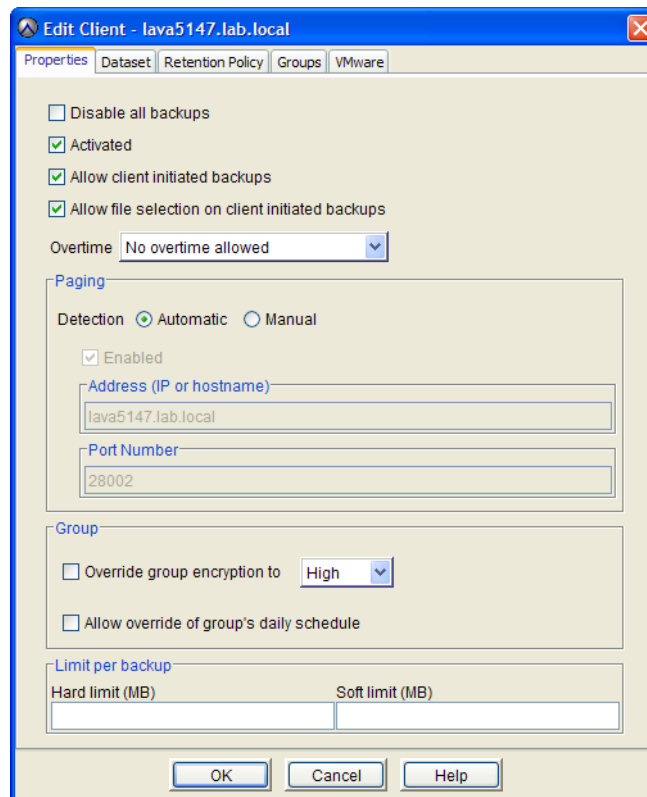 Edit Client - lava5147.lab.local
Properties Dataset Retention Policy Groups VMware
Disable all backups
Activated
Allow client initiated backups
Allow file selection on client initiated backups
Overtime No overtime allowed
Paging
Detection Automatic Manual
Enabled
Address (IP or hostname)
lava5147.lab.local
Port Number
28002
Group
Override group encryption to High
Allow override of group's daily schedule
Limit per backup
Hard limit (MB) Soft limit (MB)
OK Cancel Help